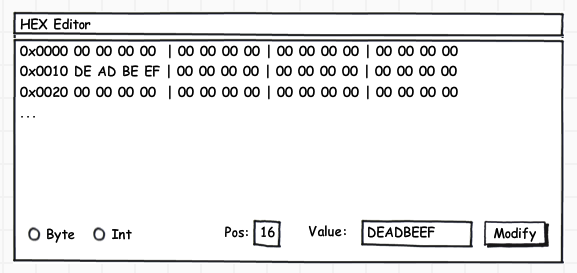 HEX Editor
0x0000 00 00 00 00 | 00 00 00 00 | 00 00 00 00 | 00 00 00 00
0x0010 DE AD BE EF | 00 00 00 00 | 00 00 00 00 | 00 00 00 00
0x0020 00 00 00 00 | 00 00 00 00 | 00 00 00 00 | 00 00 00 00
...
Byte Int Pos: 16 Value: DEADBEEF Modify